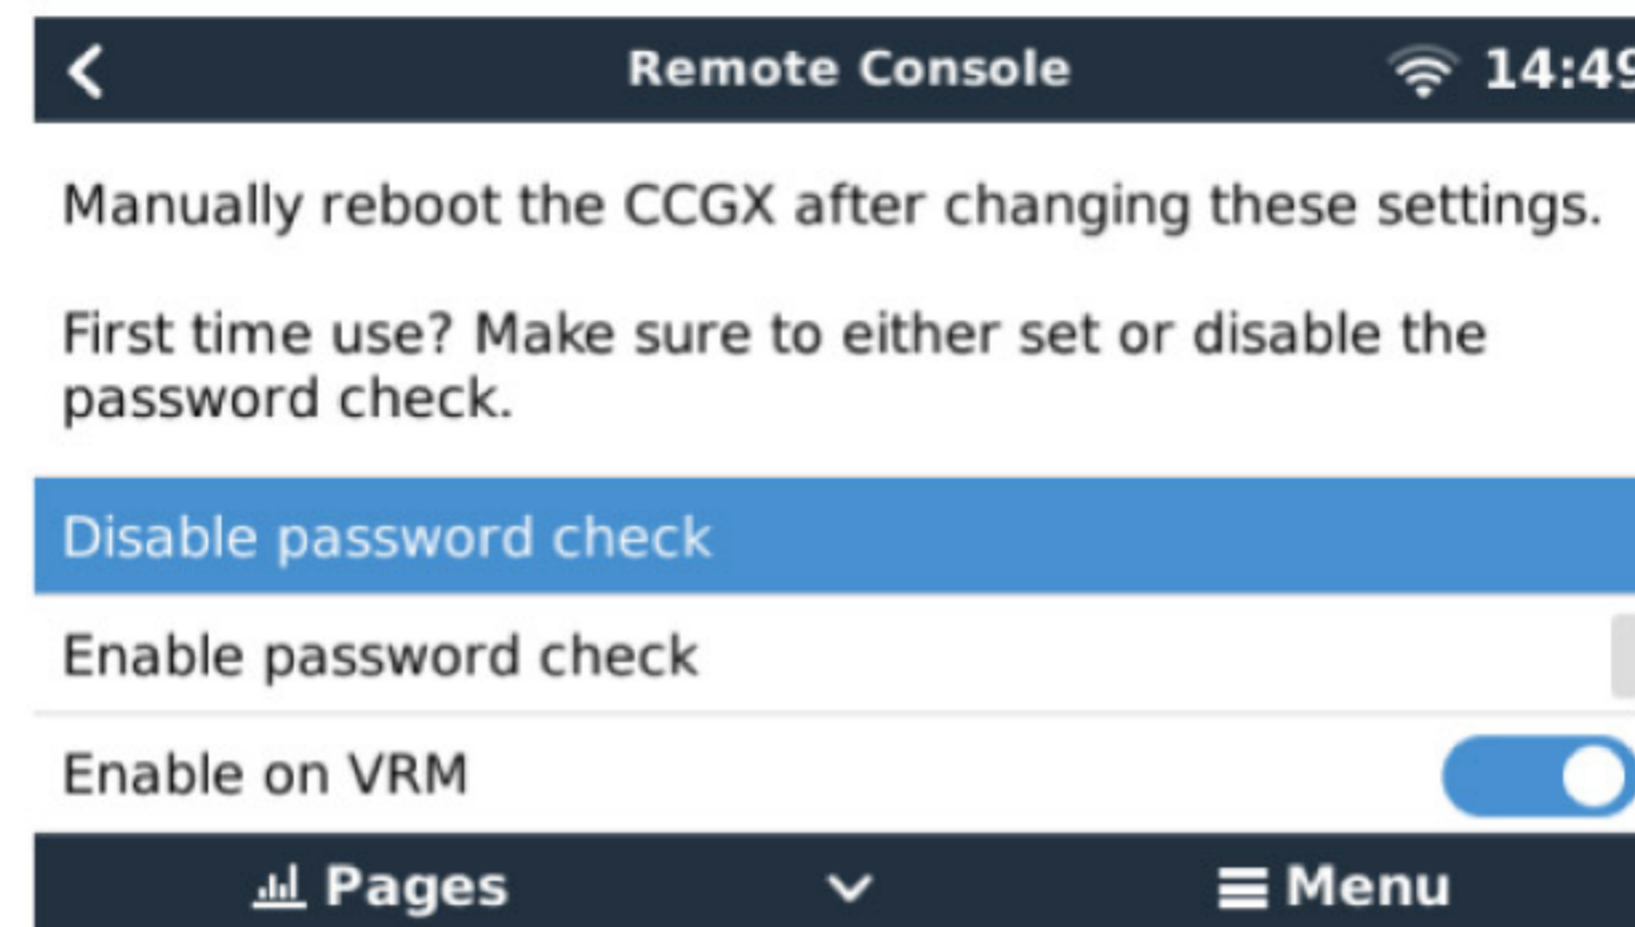 Remote Console
14:49
Manually reboot the CCGX after changing these settings.
First time use? Make sure to either set or disable the
password check.
Disable password check
Enable password check
Enable on VRM
Pages
Menu